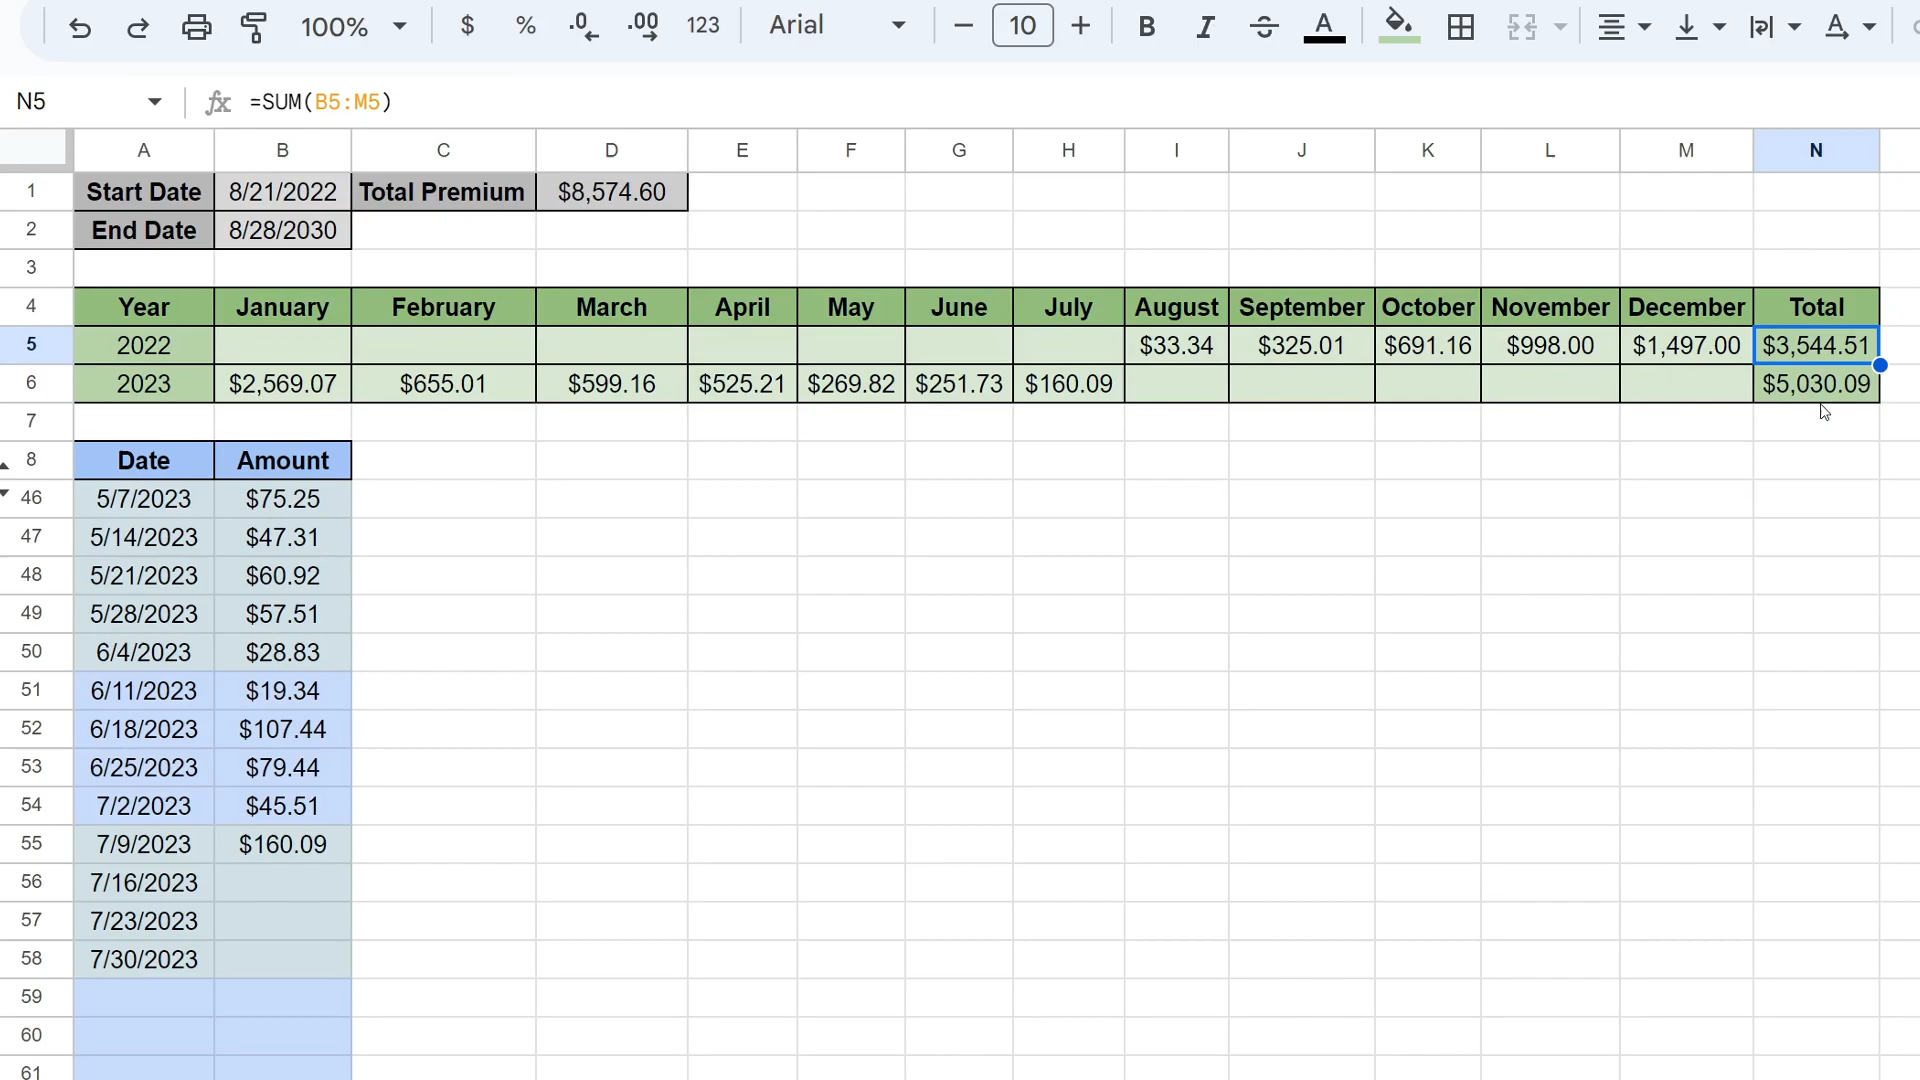 100% $ % .0 .00 123 Arial 10 B I S A A
N5 fx =SUM(B5:M5)
A B C D E F G H I J K L M N
1 Start Date 8/21/2022 Total Premium $8,574.60
2 End Date 8/28/2030
3
4 Year January February March April May June July August September October November December Total
5 2022 $33.34 $325.01 $691.16 $998.00 $1,497.00 $3,544.51
6 2023 $2,569.07 $655.01 $599.16 $525.21 $269.82 $251.73 $160.09 $5,030.09
7
8 Date Amount
46 5/7/2023 $75.25
47 5/14/2023 $47.31
48 5/21/2023 $60.92
49 5/28/2023 $57.51
50 6/4/2023 $28.83
51 6/11/2023 $19.34
52 6/18/2023 $107.44
53 6/25/2023 $79.44
54 7/2/2023 $45.51
55 7/9/2023 $160.09
56 7/16/2023
57 7/23/2023
58 7/30/2023
59
60
61